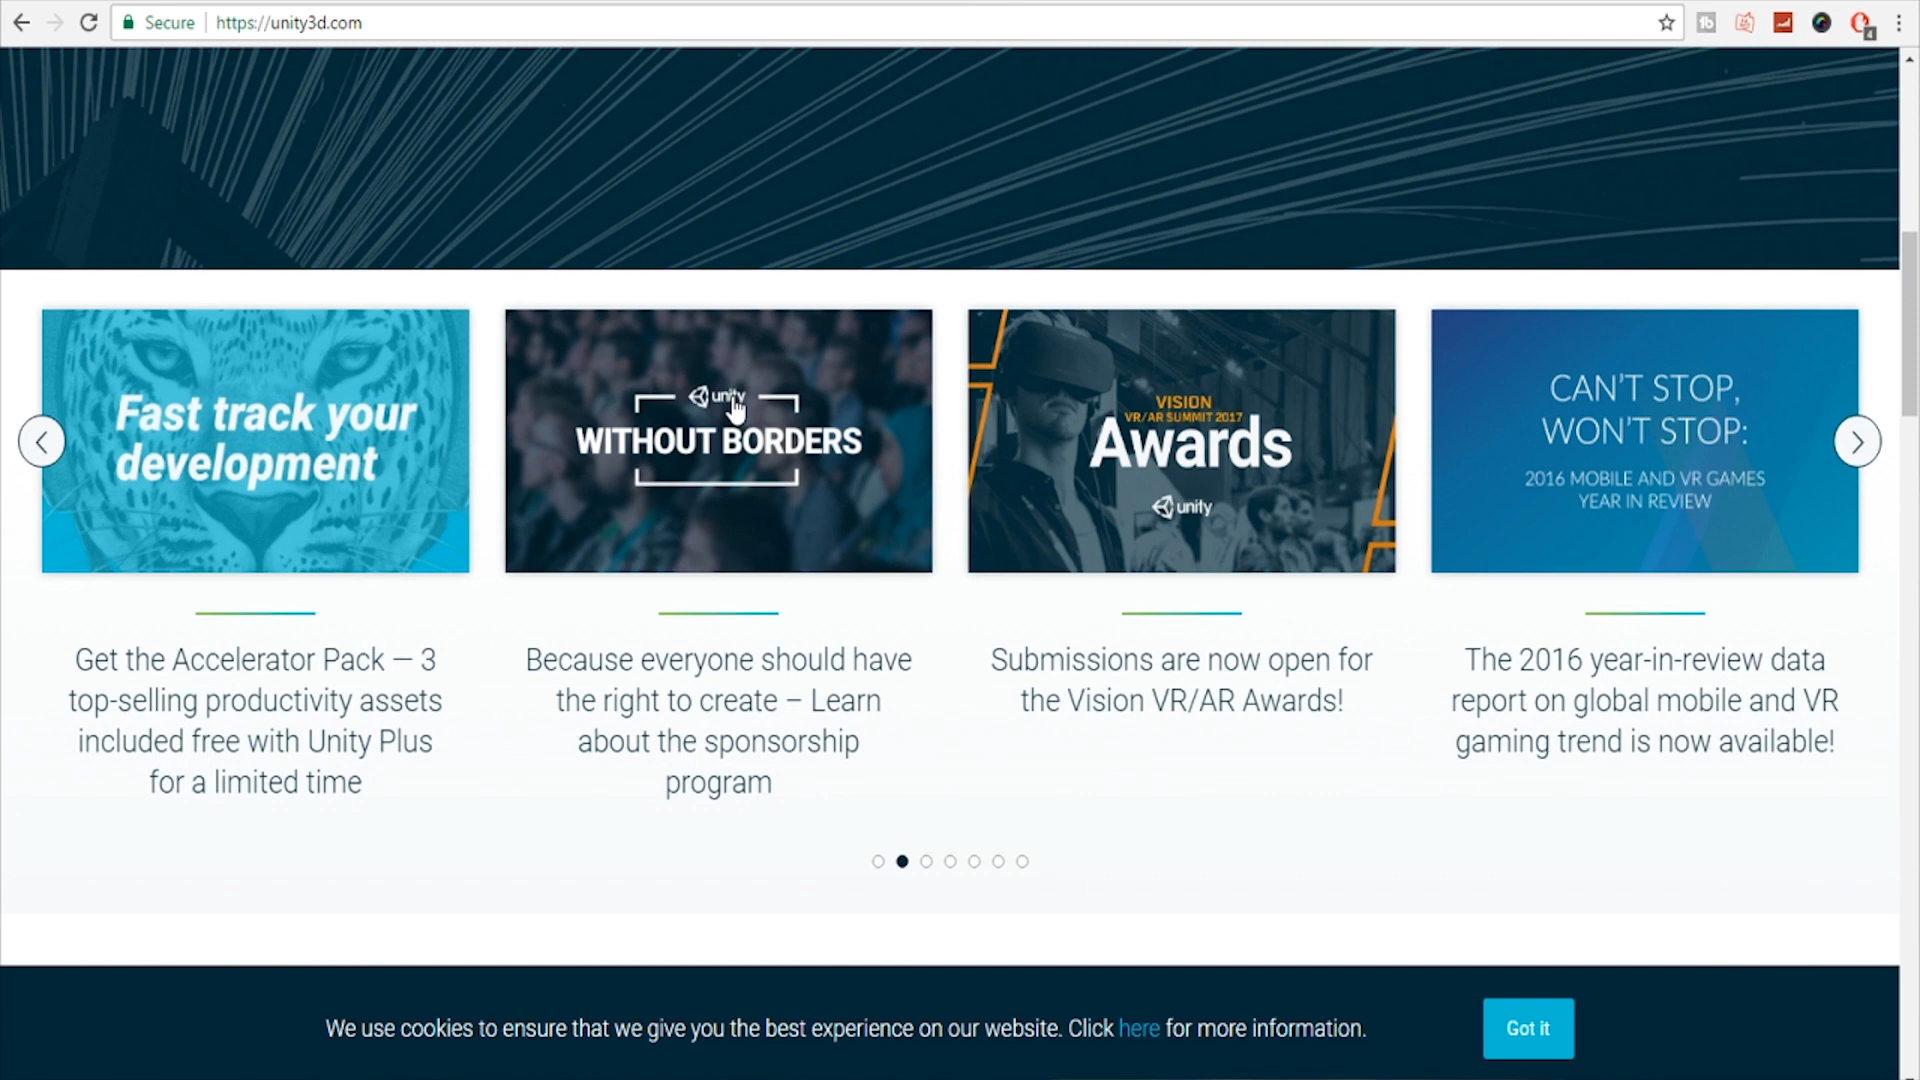 Secure https://unity3d.com
4
Fast track your
development
unity
WITHOUT BORDERS
VISION
VR/AR SUMMIT 2017
Awards
unity
CAN'T STOP,
WON'T STOP:
2016 MOBILE AND VR GAMES
YEAR IN REVIEW
Get the Accelerator Pack — 3
top-selling productivity assets
included free with Unity Plus
for a limited time
Because everyone should have
the right to create – Learn
about the sponsorship
program
Submissions are now open for
the Vision VR/AR Awards!
The 2016 year-in-review data
report on global mobile and VR
gaming trend is now available!
We use cookies to ensure that we give you the best experience on our website. Click here for more information.
Got it